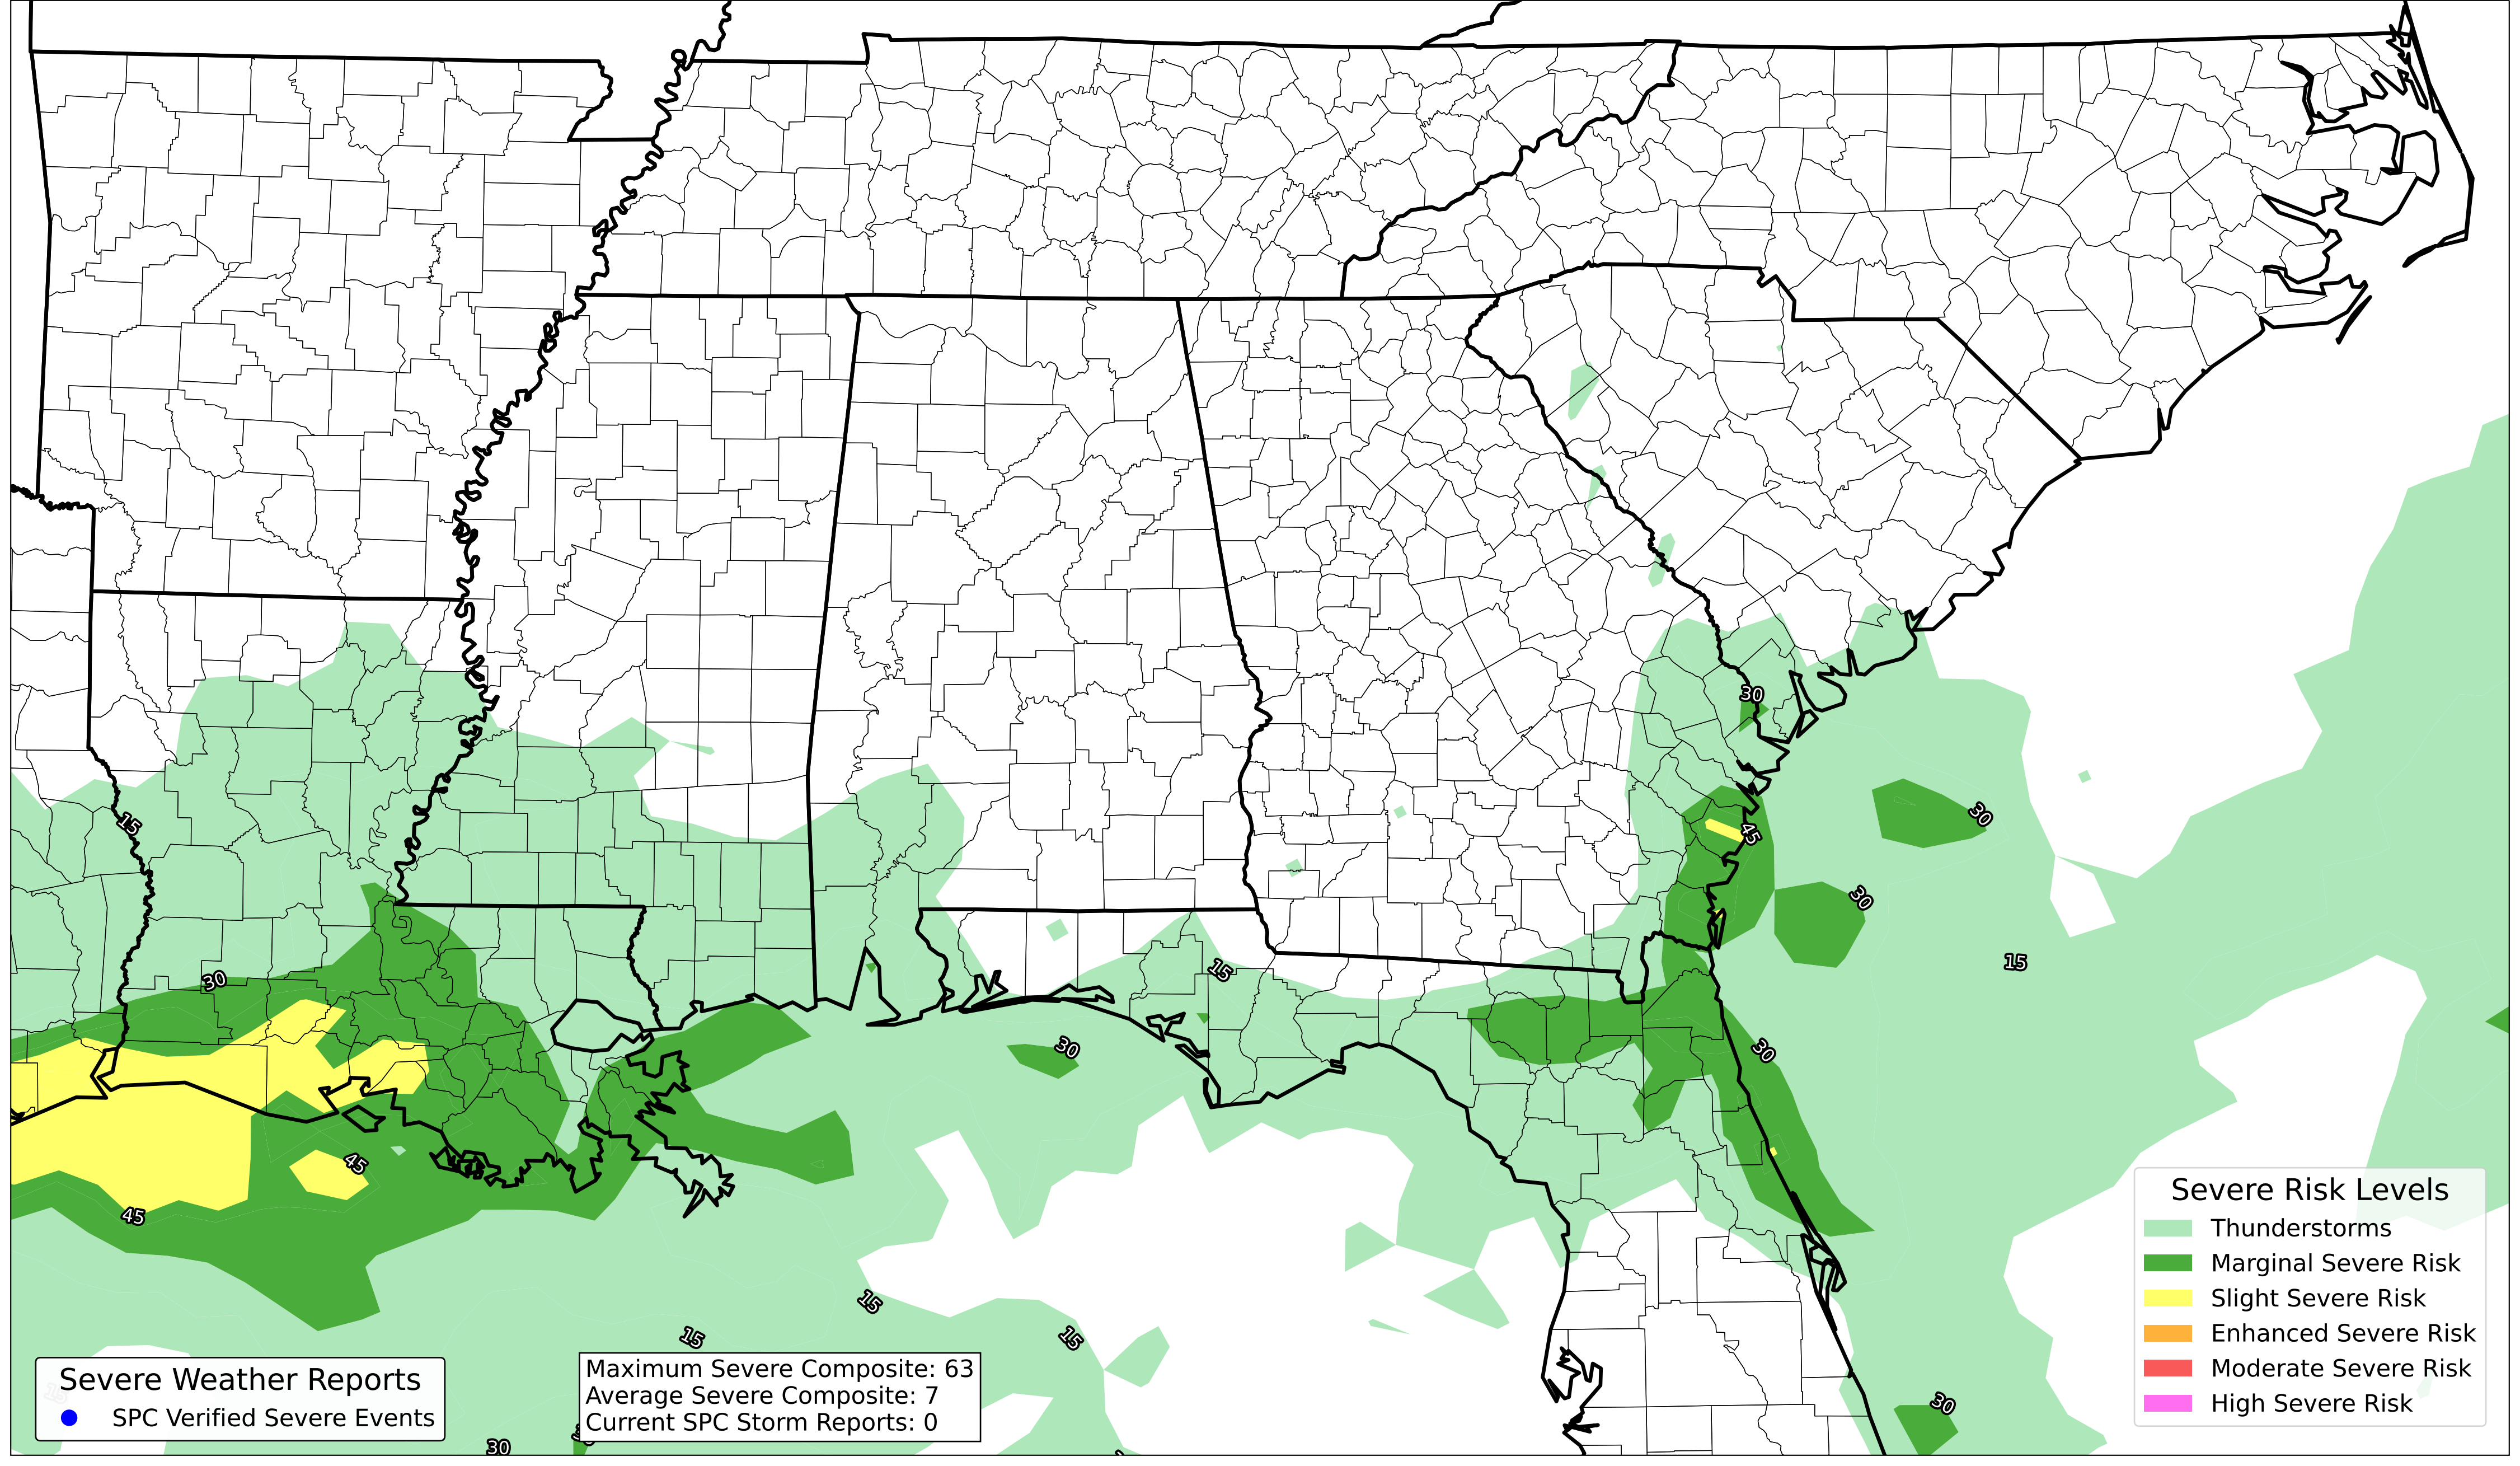 30
15
45
30
30
15
30
15
30
30
45
45
15
15
15
30
30
Severe Weather Reports
SPC Verified Severe Events
Maximum Severe Composite: 63
Average Severe Composite: 7
Current SPC Storm Reports: 0
Severe Risk Levels
Thunderstorms
Marginal Severe Risk
Slight Severe Risk
Enhanced Severe Risk
Moderate Severe Risk
High Severe Risk